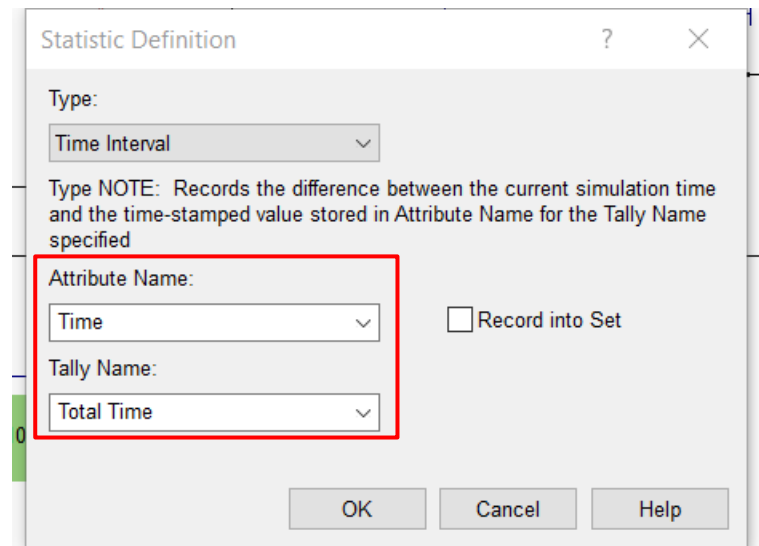 Statistic Definition ?
Type:
Time Interval
Type NOTE: Records the difference between the current simulation time
and the time-stamped value stored in Attribute Name for the Tally Name
specified
Attribute Name:
Time
Record into Set
Tally Name:
Total Time
0
OK Cancel Help